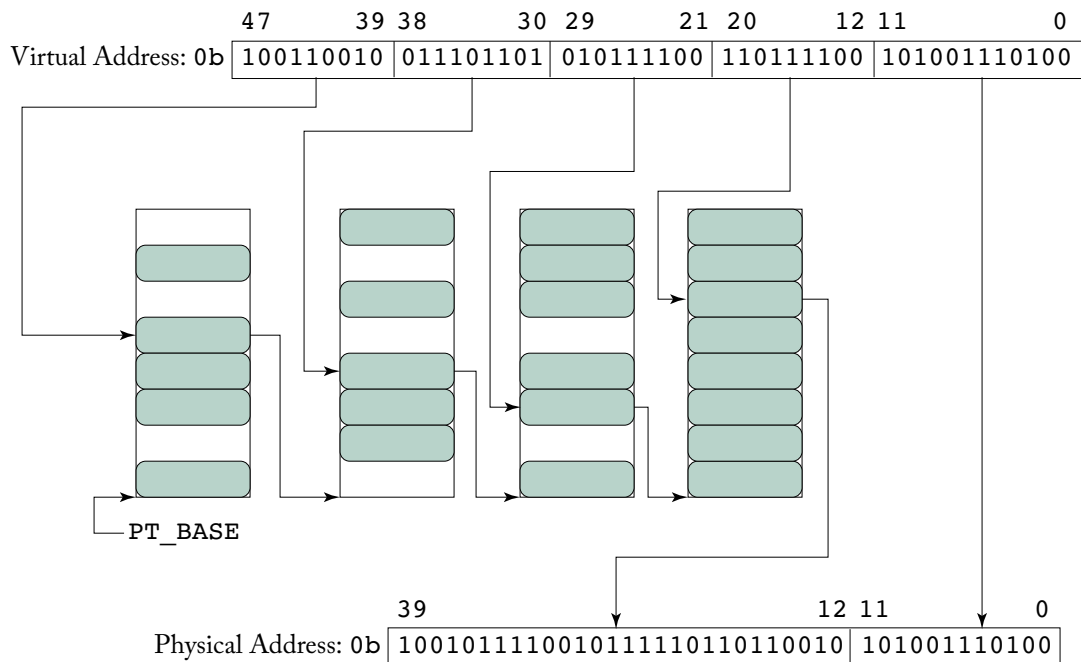 47 39 38 30 29 21 20 12 11 0
Virtual Address: 0b 100110010 011101101 010111100 110111100 101001110100
PT_BASE
39 12 11 0
Physical Address: 0b 10010111100101111110110110010 101001110100